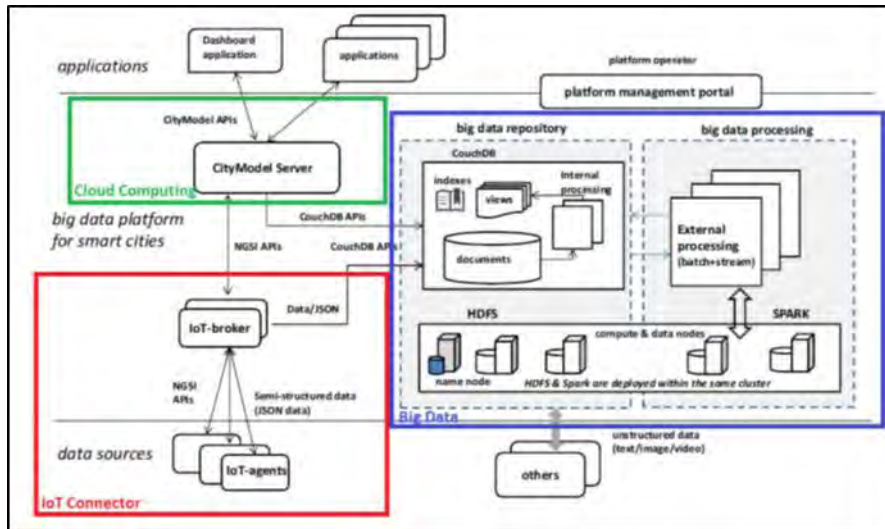 Dashboard
application
applications
applications
platform operator
platform management portal
CityModel APIs
CityModel Server
Cloud Computing
big data platform
for smart cities
CouchDB APIs
NGSI APIs
CouchDB APIs
big data repository
big data processing
CouchDB
indexes
views
Internal
processing
documents
External
processing
(batch+stream)
HDFS
SPARK
compute & data nodes
name node
HDFS & Spark are deployed within the same cluster
Big Data
Data/JSON
IoT-broker
NGSI
APIs
Semi-structured data
(JSON data)
data sources
IoT-agents
IoT Connector
unstructured data
(text/image/video)
others